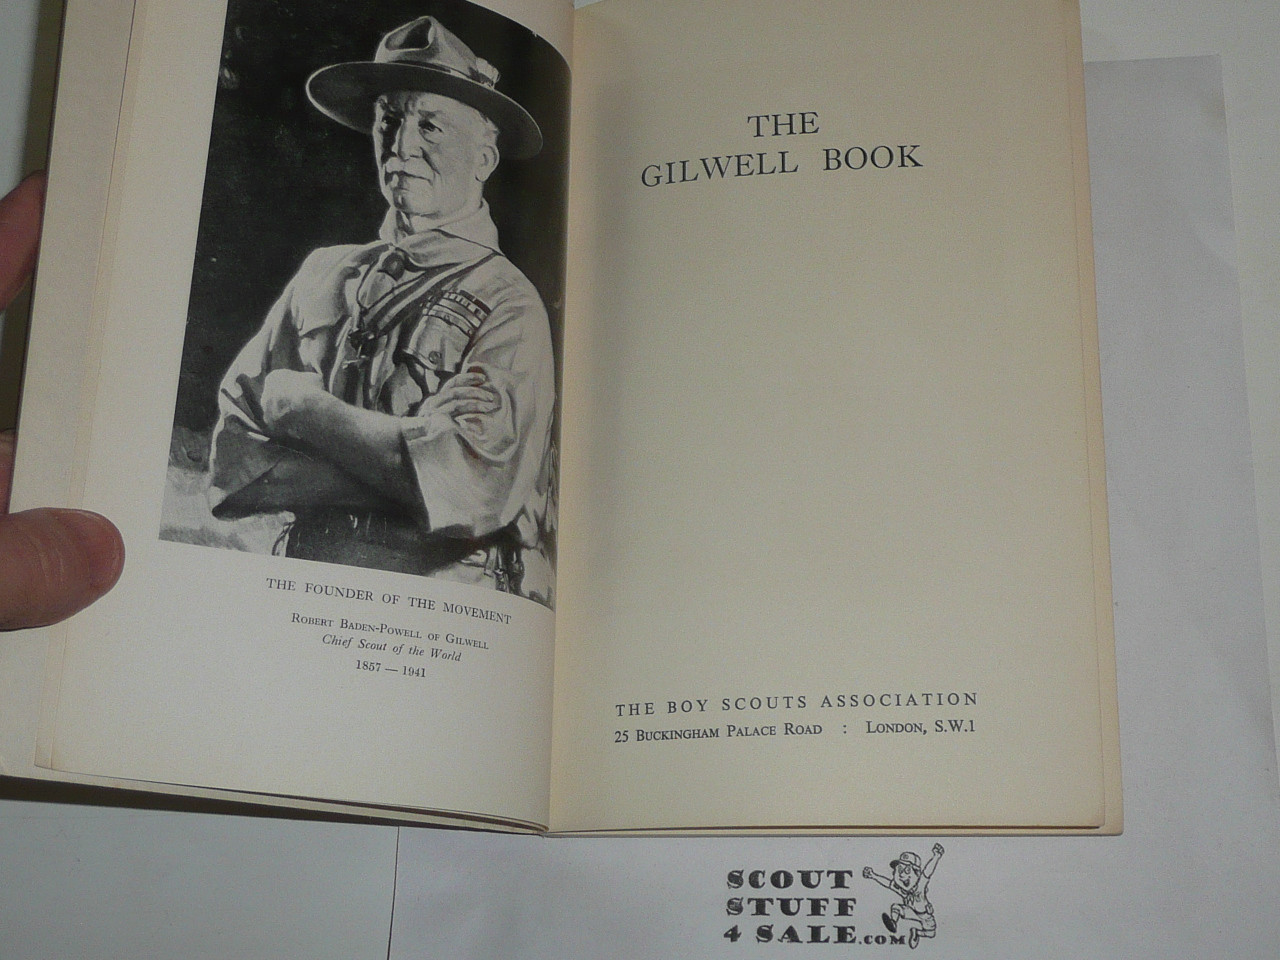 THE FOUNDER OF THE MOVEMENT
ROBERT BADEN-POWELL OF GILWELL
Chief Scout of the World
1857 — 1941
THE
GILWELL BOOK
THE BOY SCOUTS ASSOCIATION
25 BUCKINGHAM PALACE ROAD : LONDON, S.W.1
SCOUT
STUFF
4 SALE.COM